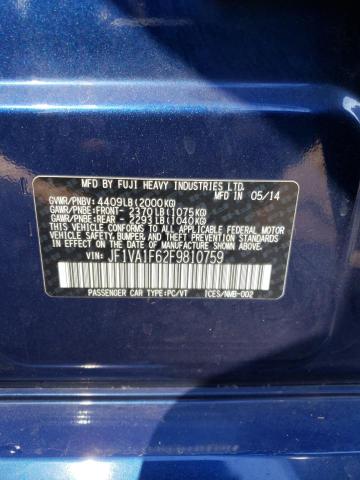 MFD BY FUJI HEAVY INDUSTRIES LTD.
GVWR/PNBV: 4409LB(2000KG) MFD IN 05/14
GAWR/PNBE:FRONT- 2370LB(1075KG)
GAWR/PNBE:REAR - 2293LB(1040KG)
THIS VEHICLE CONFORMS TO ALL APPLICABLE FEDERAL MOTOR
VEHICLE SAFETY, BUMPER, AND THEFT PREVENTION STANDARDS
IN EFFECT ON THE DATE OF MANUFACTURE SHOWN ABOVE.
VIN: JF1VA1F62F9810759
PASSENGER CAR TYPE:PC/VT ICES/NMB-002